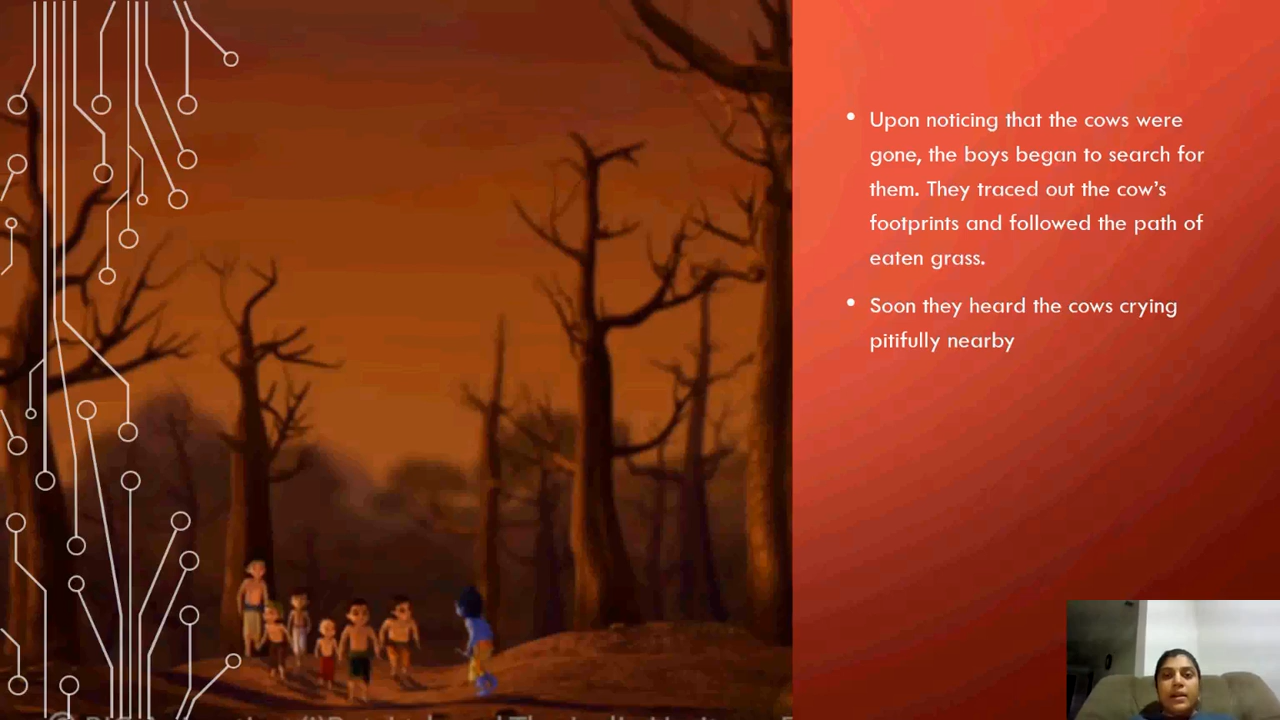 • Upon noticing that the cows were
gone, the boys began to search for
them. They traced out the cow’s
footprints and followed the path of
eaten grass.
• Soon they heard the cows crying
pitifully nearby